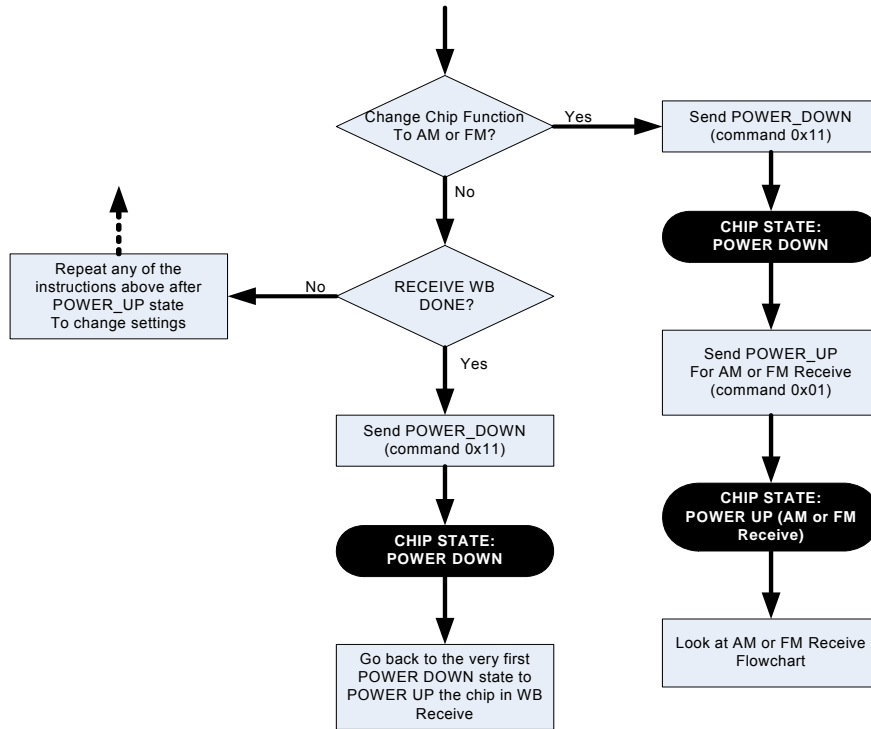 Change Chip Function
To AM or FM?
Yes
Send POWER_DOWN
(command 0x11)
No
CHIP STATE:
POWER DOWN
Repeat any of the
instructions above after
POWER_UP state
To change settings
No
RECEIVE WB
DONE?
Yes
Send POWER_UP
For AM or FM Receive
(command 0x01)
Send POWER_DOWN
(command 0x11)
CHIP STATE:
POWER UP (AM or FM
Receive)
CHIP STATE:
POWER DOWN
Look at AM or FM Receive
Flowchart
Go back to the very first
POWER DOWN state to
POWER UP the chip in WB
Receive